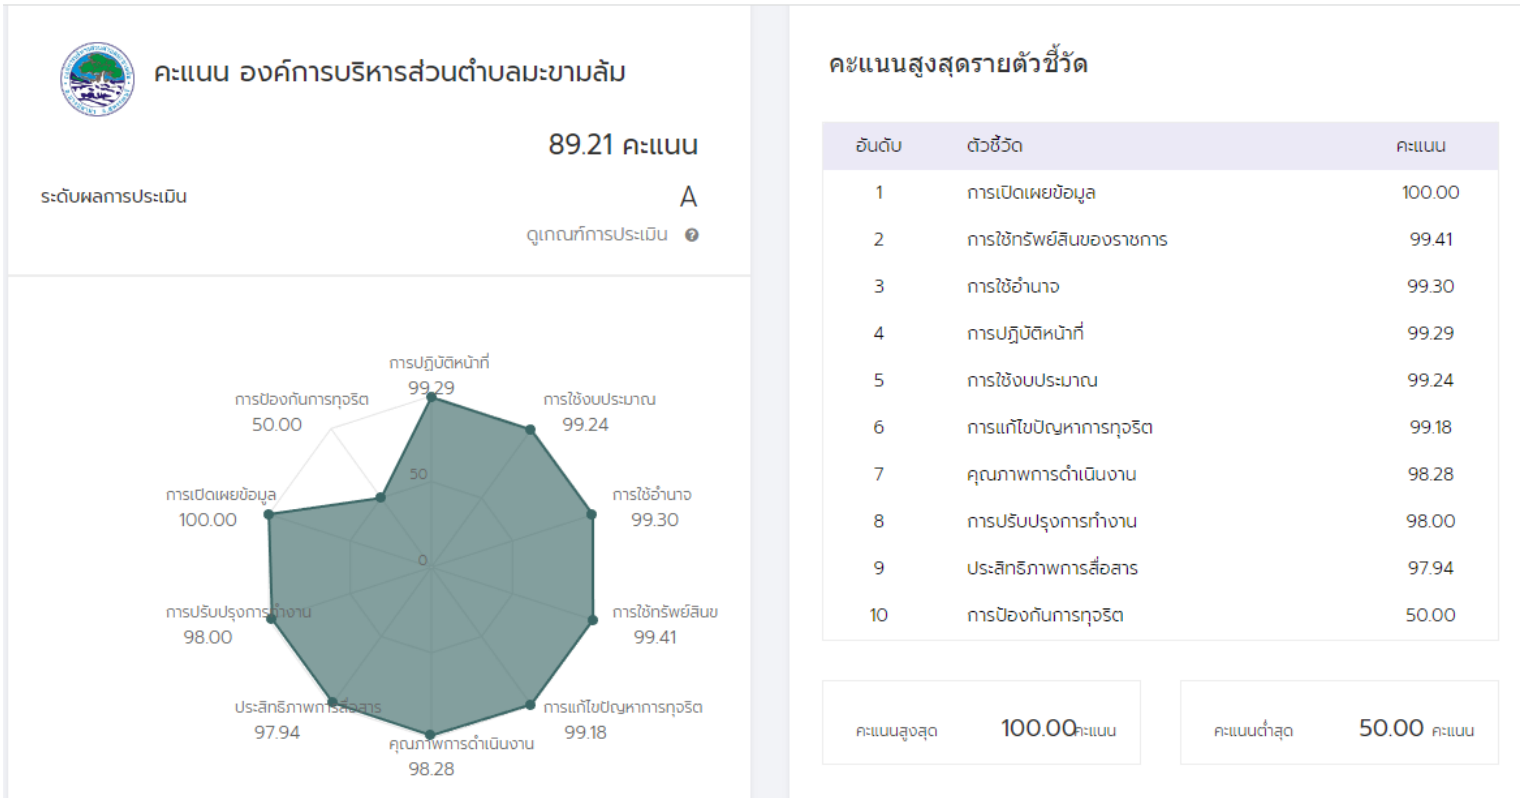 คะแนน องค์การบริหารส่วนตำบลมะขามล้ม
89.21 คะแนน
ระดับผลการประเมิน A
ดูเกณฑ์การประเมิน
การปฏิบัติหน้าที่
99.29
การป้องกันการทุจริต
50.00
การใช้งบประมาณ
99.24
การเปิดเผยข้อมูล
100.00
50
0
การใช้อำนาจ
99.30
การปรับปรุงการทำงาน
98.00
การใช้ทรัพย์สินข
99.41
ประสิทธิภาพการสื่อสาร
97.94
การแก้ไขปัญหาการทุจริต
99.18
คุณภาพการดำเนินงาน
98.28
คะแนนสูงสุดรายตัวชี้วัด
อันดับ ตัวชี้วัด คะแนน
1 การเปิดเผยข้อมูล 100.00
2 การใช้ทรัพย์สินของราชการ 99.41
3 การใช้อำนาจ 99.30
4 การปฏิบัติหน้าที่ 99.29
5 การใช้งบประมาณ 99.24
6 การแก้ไขปัญหาการทุจริต 99.18
7 คุณภาพการดำเนินงาน 98.28
8 การปรับปรุงการทำงาน 98.00
9 ประสิทธิภาพการสื่อสาร 97.94
10 การป้องกันการทุจริต 50.00
คะแนนสูงสุด 100.00คะแนน
คะแนนต่ำสุด 50.00 คะแนน